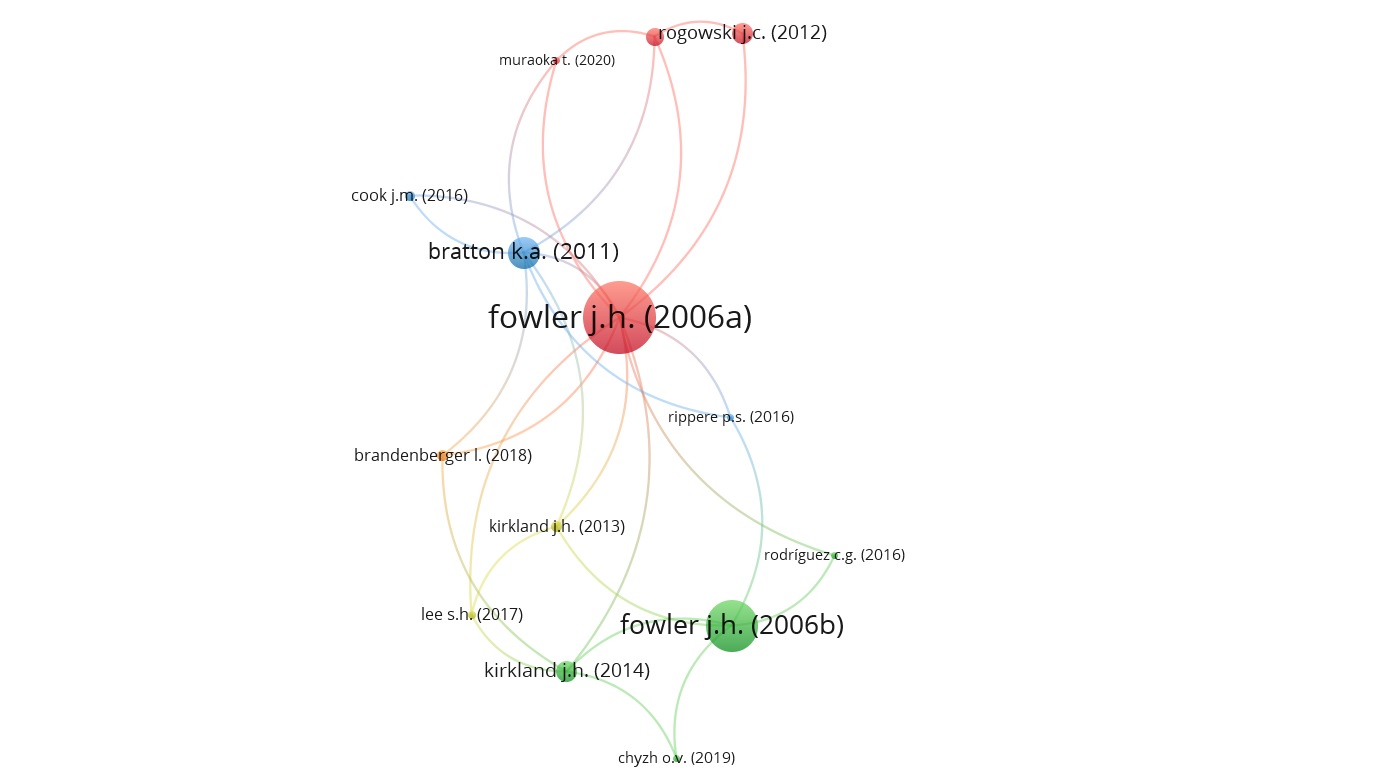 rogowski j.c. (2012)
muraoka t. (2020)
cook j.m. (2016)
bratton k.a. (2011)
fowler j.h. (2006a)
rippere p.s. (2016)
brandenberger l. (2018)
kirkland j.h. (2013)
rodríguez c.g. (2016)
lee s.h. (2017)
fowler j.h. (2006b)
kirkland j.h. (2014)
chyzh o.v. (2019)